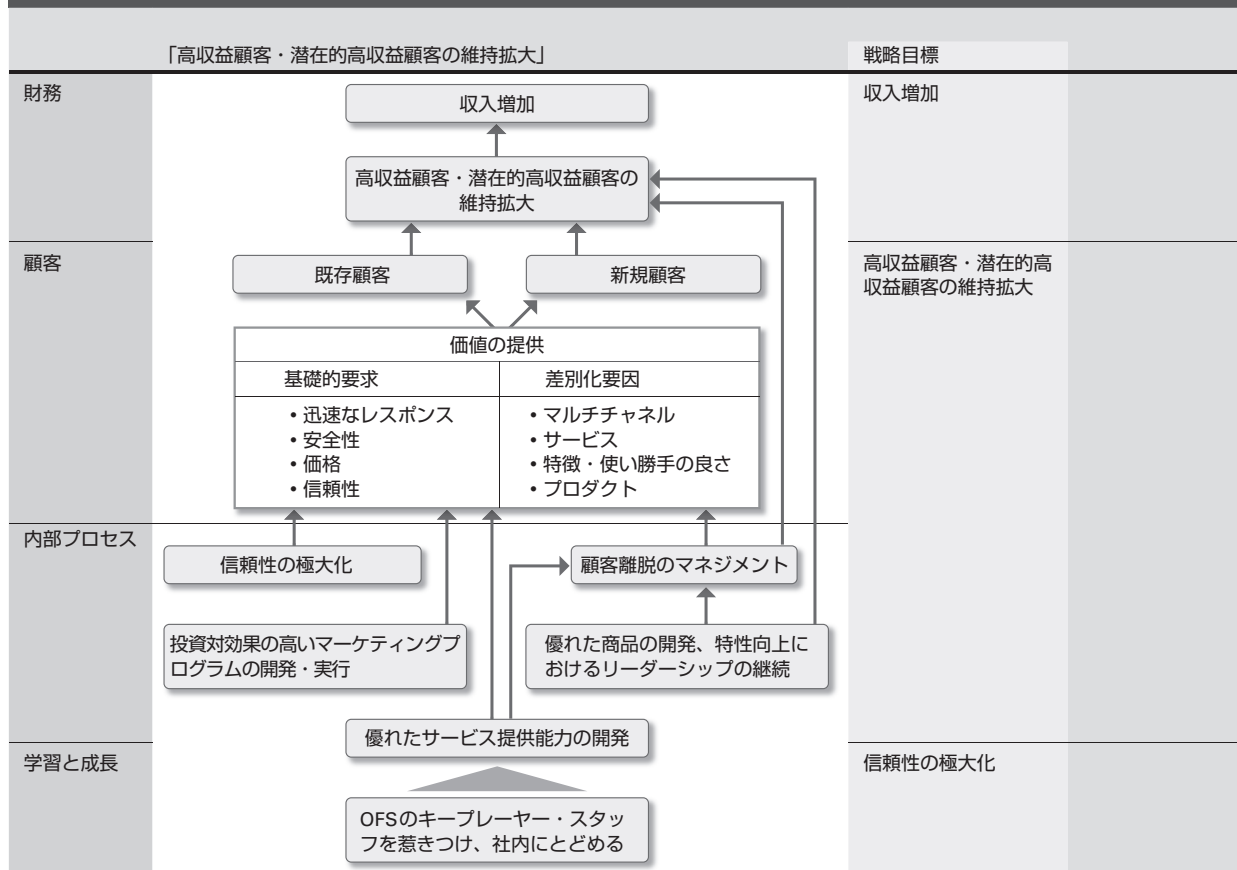 「高収益顧客・潜在的高収益顧客の維持拡大」
戦略目標
財務
収入増加
収入増加
高収益顧客・潜在的高収益顧客の
維持拡大
顧客
既存顧客
新規顧客
高収益顧客・潜在的高
収益顧客の維持拡大
価値の提供
基礎的要求
差別化要因
•迅速なレスポンス
•安全性
•価格
•信頼性
•マルチチャネル
•サービス
•特徴・使い勝手の良さ
•プロダクト
内部プロセス
信頼性の極大化
顧客離脱のマネジメント
投資対効果の高いマーケティングプ
ログラムの開発・実行
優れた商品の開発、特性向上に
おけるリーダーシップの継続
優れたサービス提供能力の開発
学習と成長
信頼性の極大化
OFSのキープレーヤー・スタッ
フを惹きつけ、社内にとどめる